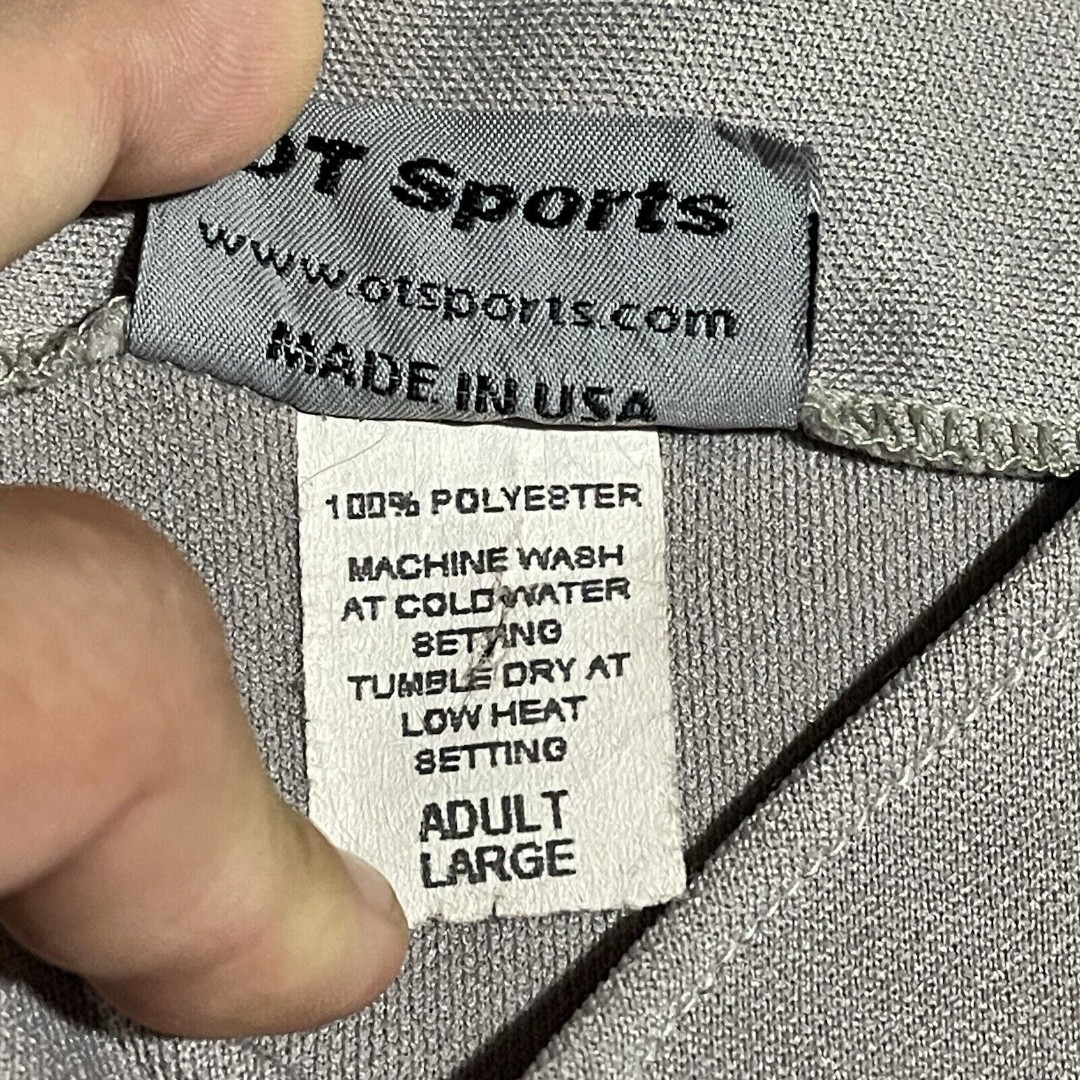 OT Sports
www.otsports.com
MADE IN USA
100% POLYESTER
MACHINE WASH
AT COLD WATER
SETTING
TUMBLE DRY AT
LOW HEAT
SETTING
ADULT
LARGE